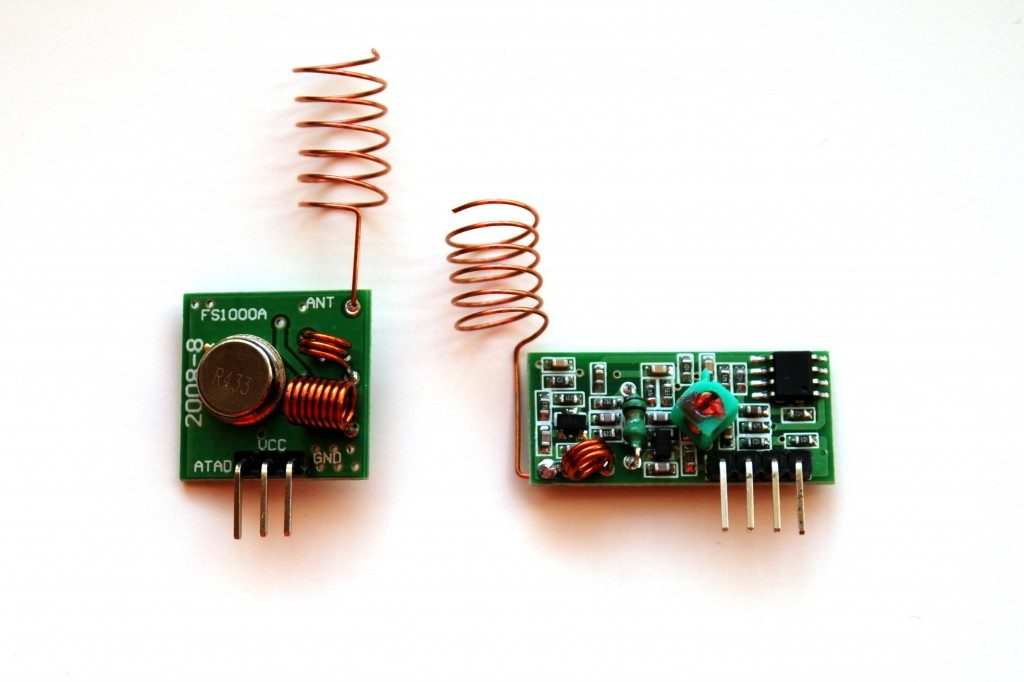 ANT
FS1000A
R433
2008-8
VCC
GND
ATAD